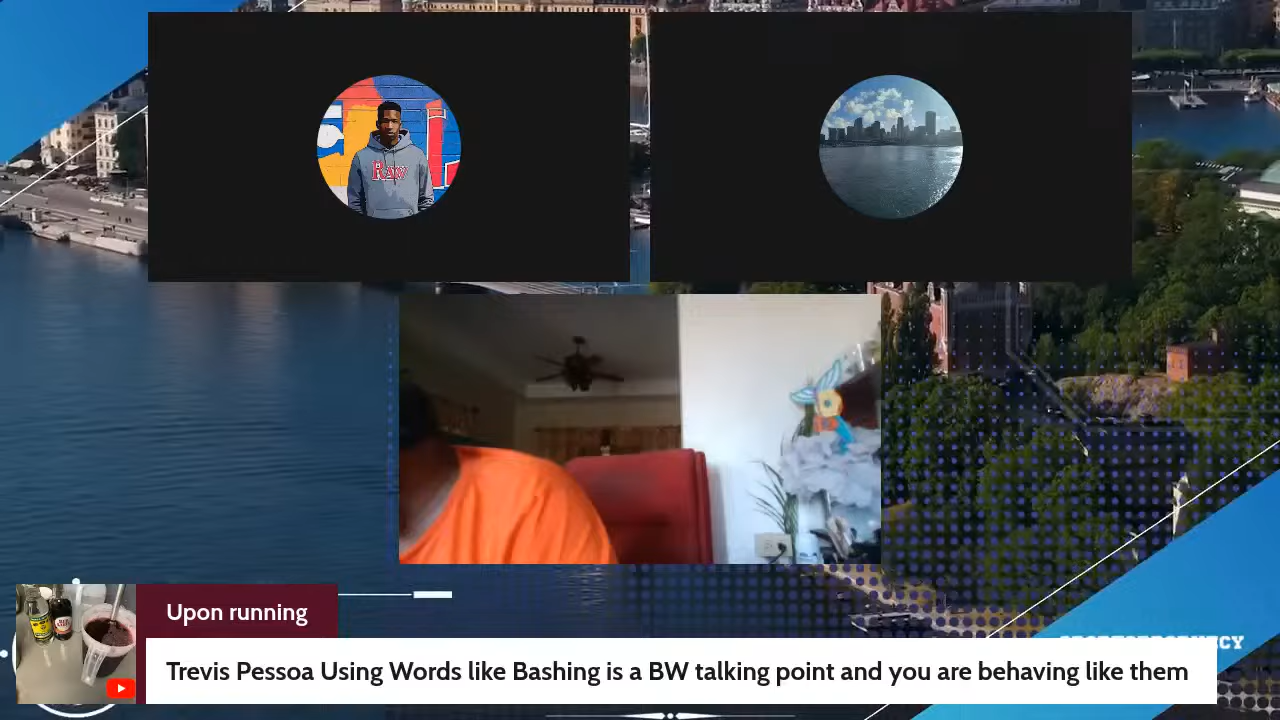 RAW
Upon running
Trevis Pessoa Using Words like Bashing is a BW talking point and you are behaving like them